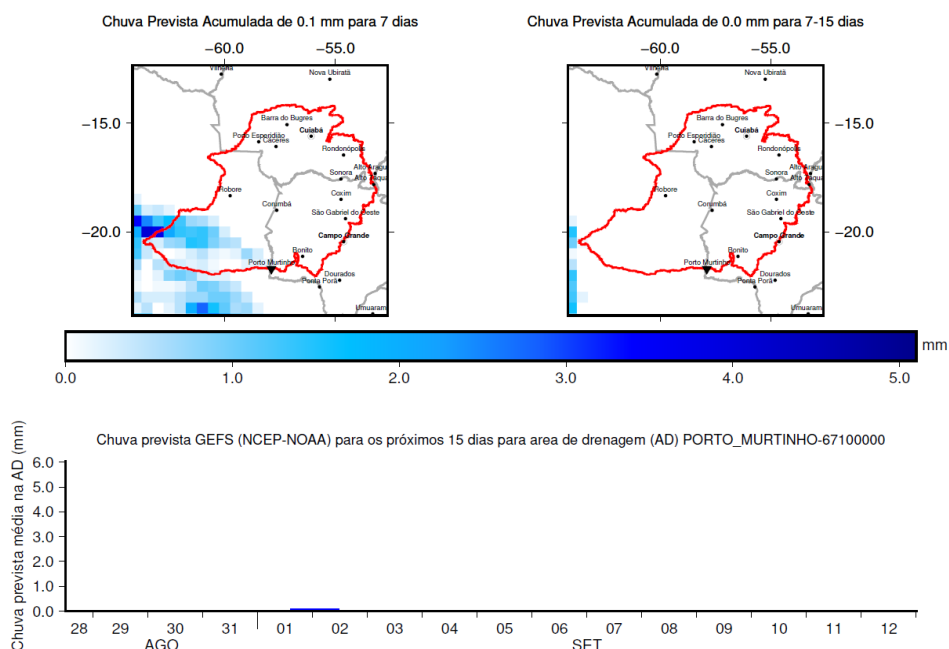 Chuva Prevista Acumulada de 0.1 mm para 7 dias
Chuva Prevista Acumulada de 0.0 mm para 7-15 dias
−60.0 −55.0
−60.0 −55.0
Nova Ubiratã
Nova Ubiratã
−15.0
−15.0
Barra do Bugres
Porto Esperidião
Cuiabá
Cáceres
Rondonópolis
Sonora
Robore
Coxim
Corumbá
São Gabriel do Oeste
−20.0
−20.0
Campo Grande
Bonito
Porto Murtinho
Dourados
Ponta Porã
Barra do Bugres
Porto Esperidião
Cuiabá
Cáceres
Rondonópolis
Sonora
Robore
Coxim
Corumbá
São Gabriel do Oeste
Campo Grande
Bonito
Porto Murtinho
Dourados
Ponta Porã
mm
0.0 1.0 2.0 3.0 4.0 5.0
Chuva prevista GEFS (NCEP-NOAA) para os próximos 15 dias para area de drenagem (AD) PORTO_MURTINHO-67100000
Chuva prevista média na AD (mm)
6.0
5.0
4.0
3.0
2.0
1.0
0.0
28 29 30 31 01 02 03 04 05 06 07 08 09 10 11 12
AGO SET